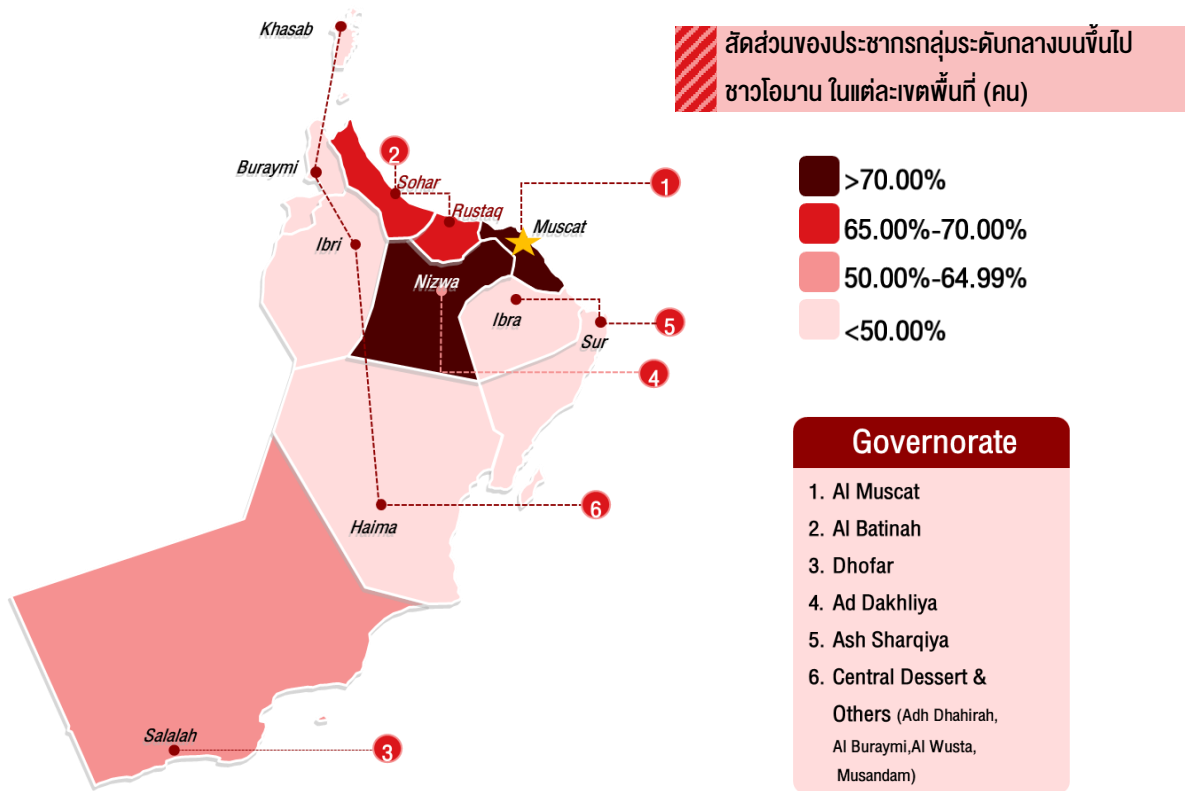 สัดส่วนของประชากรกลุ่มระดับกลางบนขึ้นไป
ชาวโอมาน ในแต่ละเขตพื้นที่ (คน)
Khasab
Buraymi
2
Sohar
1
Rustaq
Muscat
Ibri
Nizwa
Ibra
5
Sur
4
Haima
6
Salalah
3
>70.00%
65.00%-70.00%
50.00%-64.99%
<50.00%
Governorate
1. Al Muscat
2. Al Batinah
3. Dhofar
4. Ad Dakhliya
5. Ash Sharqiya
6. Central Dessert &
Others (Adh Dhahirah,
Al Buraymi,Al Wusta,
Musandam)